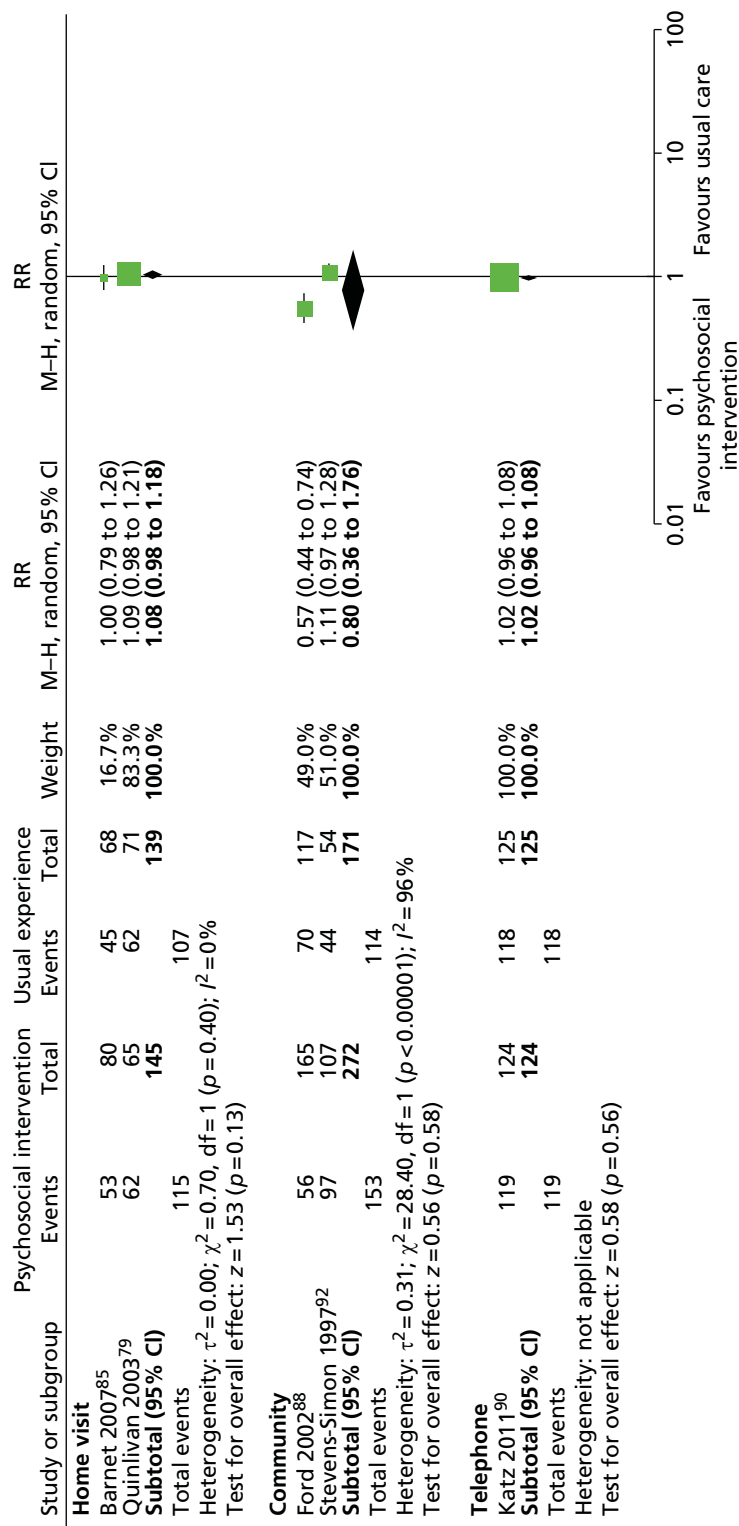 Psychosocial intervention Usual experience RR RR
Study or subgroup Events Total Events Total Weight M–H, random, 95% CI M–H, random, 95% CI
Home visit
Barnet 2007⁸⁵ 53 80 45 68 16.7% 1.00 (0.79 to 1.26)
Quinlivan 2003⁷⁹ 62 65 62 71 83.3% 1.09 (0.98 to 1.21)
Subtotal (95% CI) 145 139 100.0% 1.08 (0.98 to 1.18)
Total events 115 107
Heterogeneity: τ²=0.00; χ²=0.70, df=1 (p=0.40); I²=0%
Test for overall effect: z=1.53 (p=0.13)
Community
Ford 2002⁸⁸ 56 165 70 117 49.0% 0.57 (0.44 to 0.74)
Stevens-Simon 1997⁹² 97 107 44 54 51.0% 1.11 (0.97 to 1.28)
Subtotal (95% CI) 272 171 100.0% 0.80 (0.36 to 1.76)
Total events 153 114
Heterogeneity: τ²=0.31; χ²=28.40, df=1 (p<0.00001); I²=96%
Test for overall effect: z=0.56 (p=0.58)
Telephone
Katz 2011⁹⁰ 119 124 118 125 100.0% 1.02 (0.96 to 1.08)
Subtotal (95% CI) 124 125 100.0% 1.02 (0.96 to 1.08)
Total events 119 118
Heterogeneity: not applicable
Test for overall effect: z=0.58 (p=0.56)
0.01 0.1 1 10 100
Favours psychosocial Favours usual care
intervention